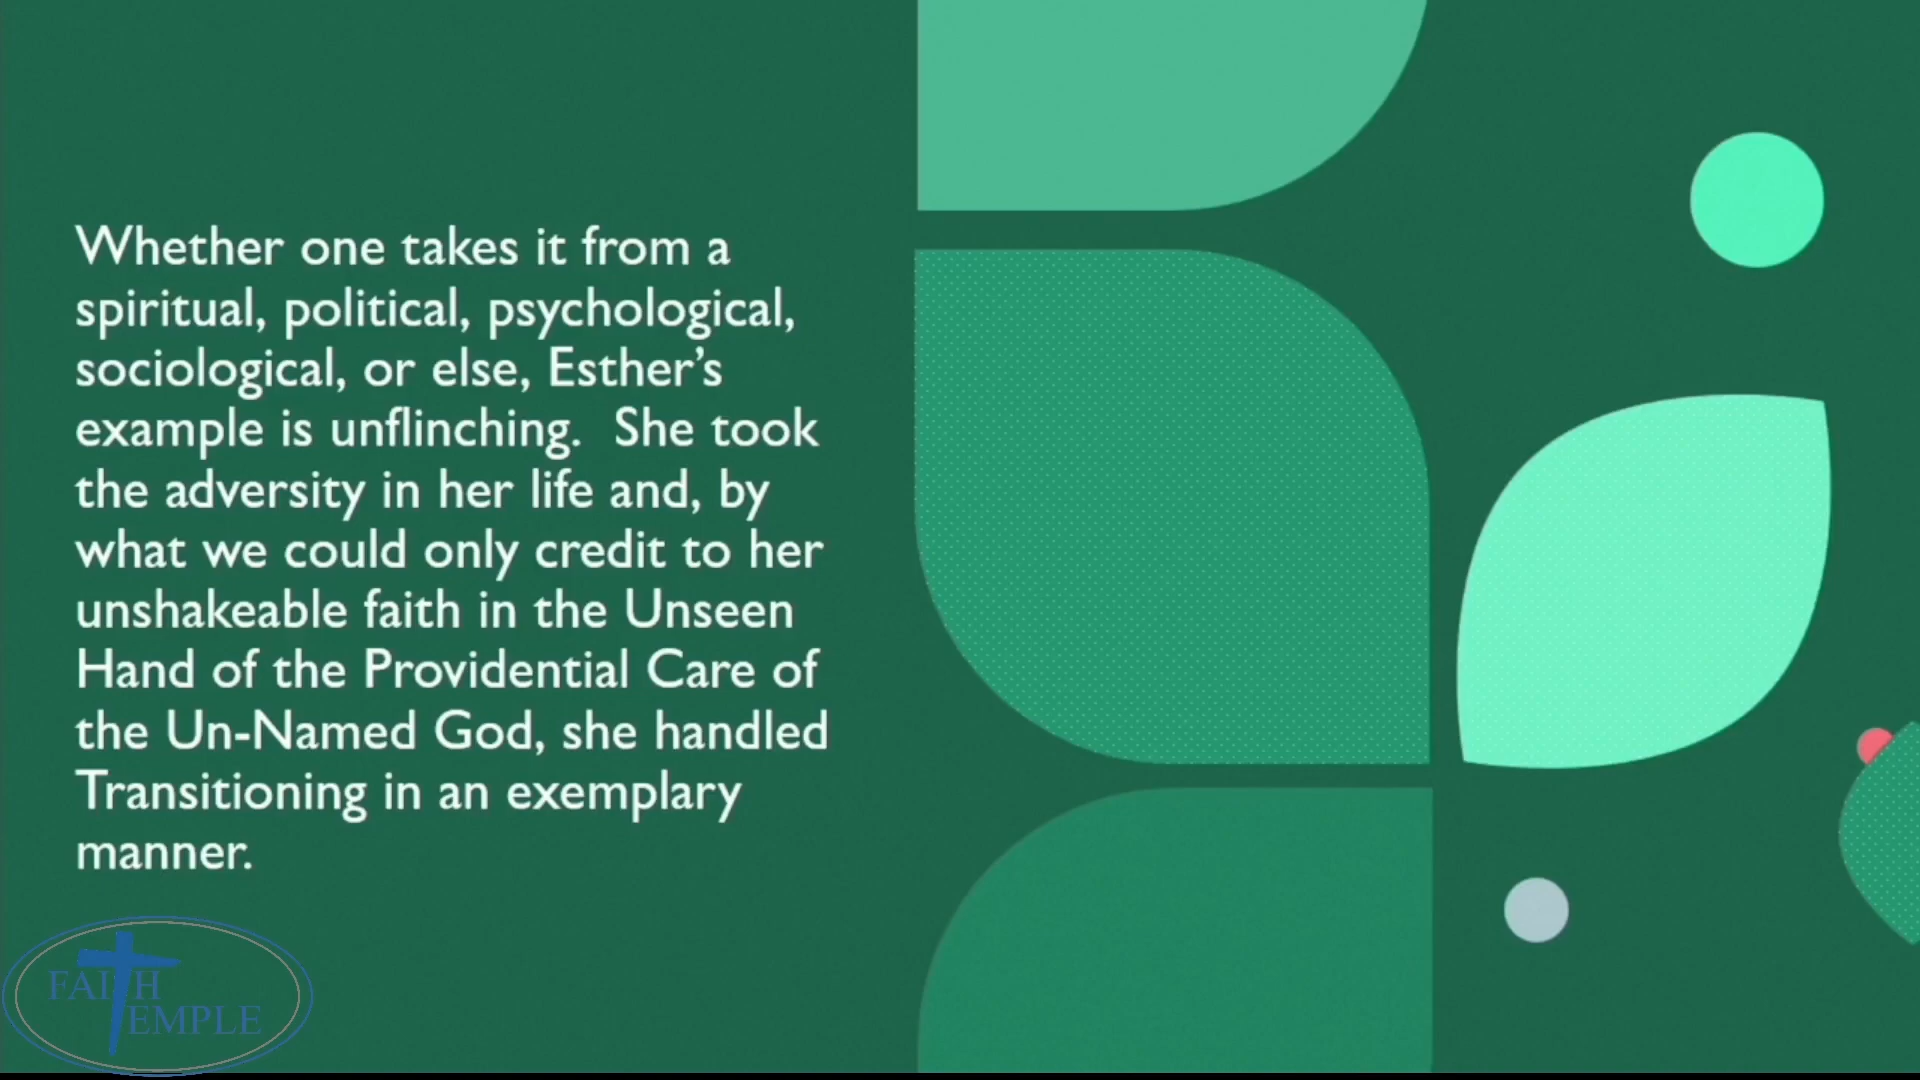 Whether one takes it from a
spiritual, political, psychological,
sociological, or else, Esther’s
example is unflinching.  She took
the adversity in her life and, by
what we could only credit to her
unshakeable faith in the Unseen
Hand of the Providential Care of
the Un-Named God, she handled
Transitioning in an exemplary
manner.
FAITH
TEMPLE